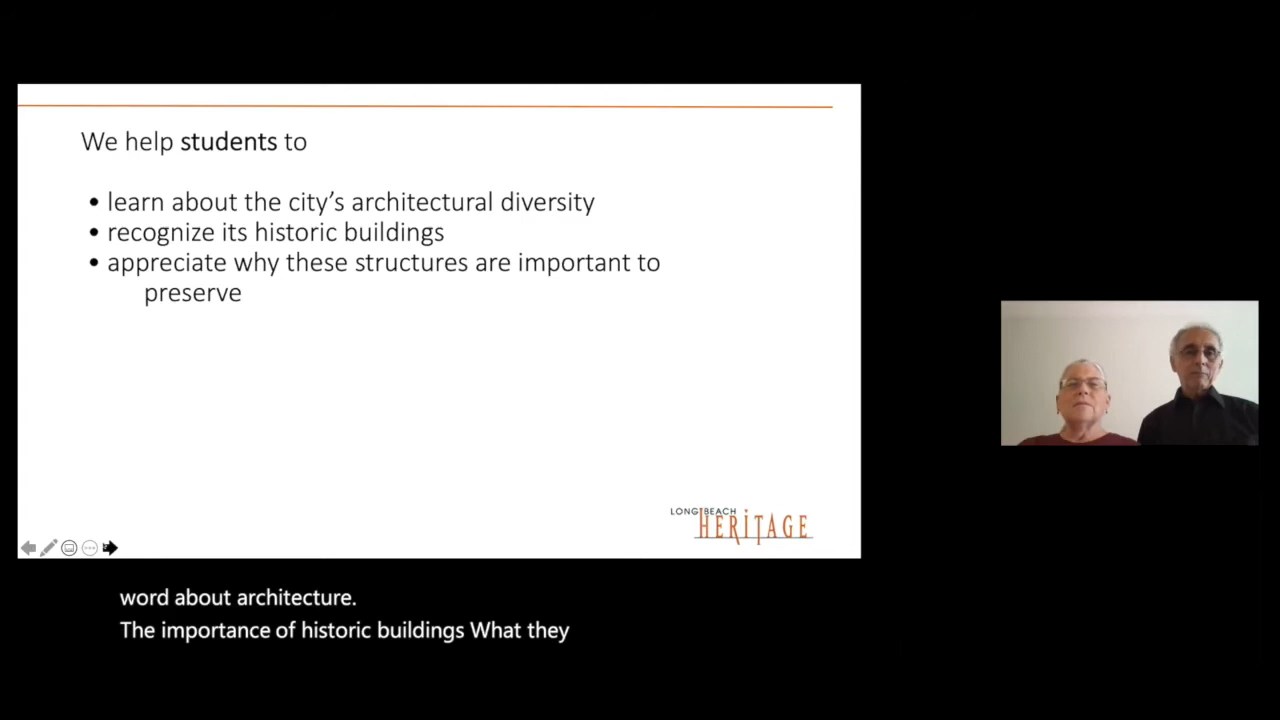 We help students to
• learn about the city’s architectural diversity
• recognize its historic buildings
• appreciate why these structures are important to
preserve
LONG BEACH
HERITAGE
word about architecture.
The importance of historic buildings What they